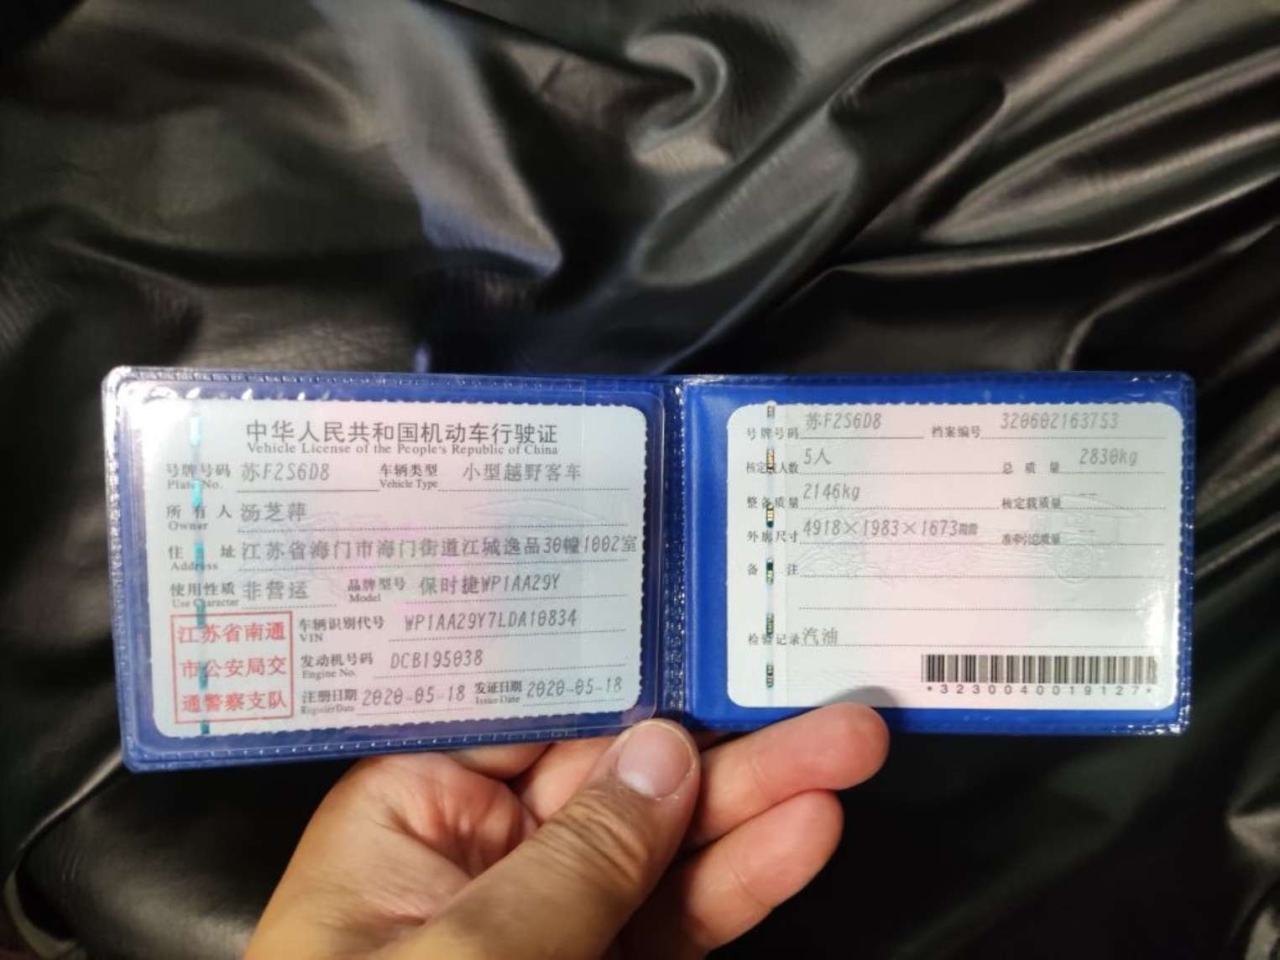 中华人民共和国机动车行驶证
Vehicle License of the People's Republic of China
号牌号码 苏F2S6D8 车辆类型 小型越野客车
Plate No. Vehicle Type
所有人 汤芝萍
Owner
住址 江苏省海门市海门街道江城逸品30幢1002室
Address
使用性质 非营运 品牌型号 保时捷WP1AA29Y
Use Character Model
江苏省南通市公安局交通警察支队
车辆识别代号 WP1AA29Y7LDA10834
VIN
发动机号码 DCB195038
Engine No.
注册日期 2020-05-18 发证日期 2020-05-18
Register Date Issue Date
号牌号码 苏F2S6D8 档案编号 320602163753
核定载人数 5人 总质量 2830kg
整备质量 2146kg 核定载质量 --
外廓尺寸 4918×1983×1673 准牵引总质量
备注
检验记录 汽油
*3230040019127*